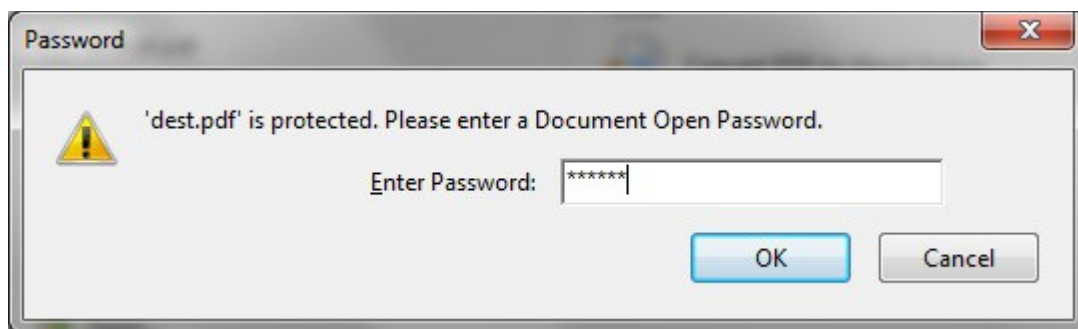 Password
'dest.pdf' is protected. Please enter a Document Open Password.
Enter Password: ******
OK Cancel